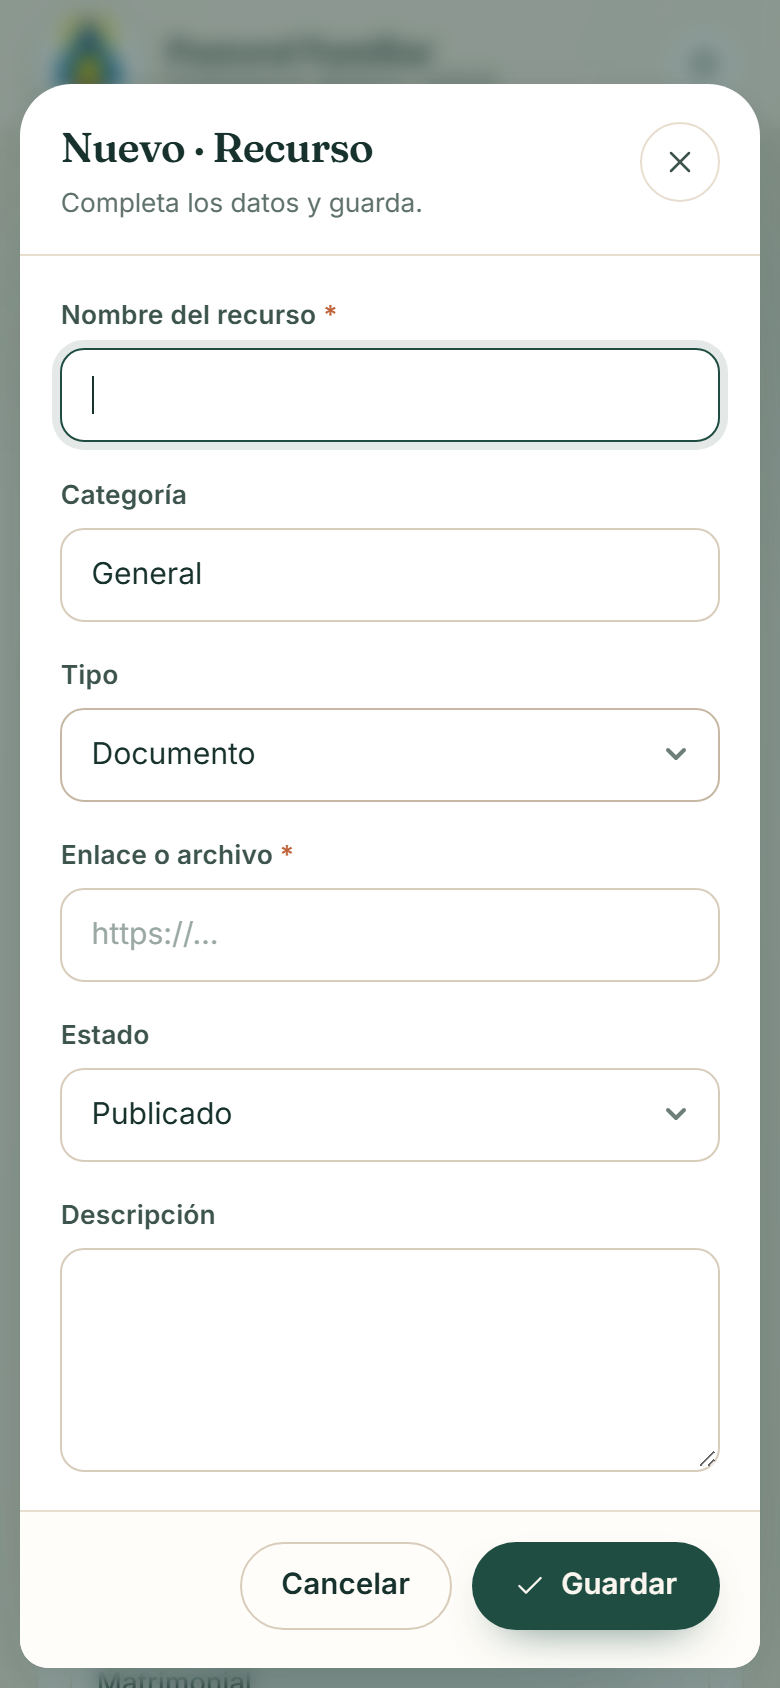 Nuevo · Recurso
Completa los datos y guarda.
Nombre del recurso *
Categoría
General
Tipo
Documento
Enlace o archivo *
https://...
Estado
Publicado
Descripción
Cancelar
Guardar
Matrimonial